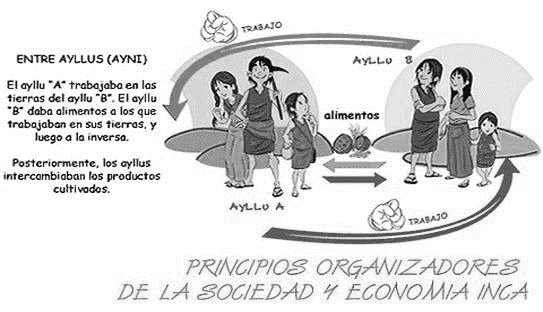 TRABAJO
ENTRE AYLLUS (AYNI)
El ayllu “A” trabajaba en las
tierras del ayllu “B”. El ayllu
“B” daba alimentos a los que
trabajaban en sus tierras, y
luego a la inversa.
Posteriormente, los ayllus
intercambiaban los productos
cultivados.
AYLLU B
alimentos
AYLLU A
TRABAJO
PRINCIPIOS ORGANIZADORES
DE LA SOCIEDAD Y ECONOMIA INCA